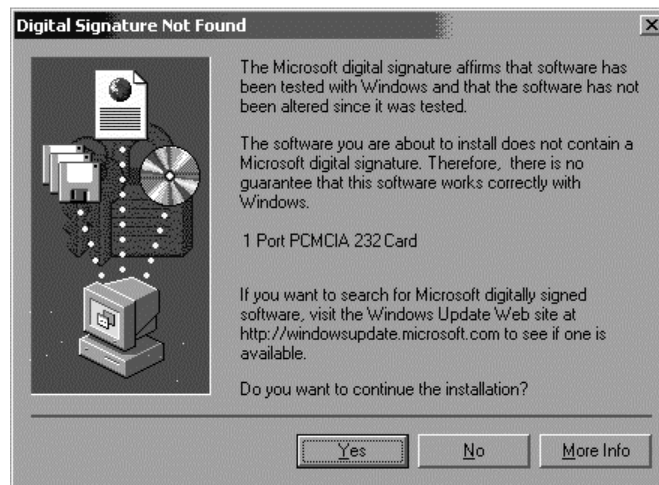 Digital Signature Not Found
The Microsoft digital signature affirms that software has
been tested with Windows and that the software has not
been altered since it was tested.
The software you are about to install does not contain a
Microsoft digital signature. Therefore, there is no
guarantee that this software works correctly with
Windows.
1 Port PCMCIA 232 Card
If you want to search for Microsoft digitally signed
software, visit the Windows Update Web site at
http://windowsupdate.microsoft.com to see if one is
available.
Do you want to continue the installation?
Yes No More Info